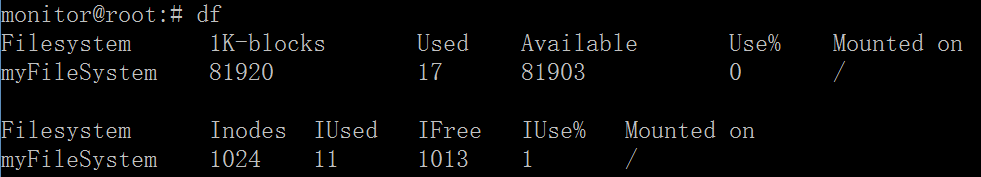 monitor@root:# df
Filesystem 1K-blocks Used Available Use% Mounted on
myFileSystem 81920 17 81903 0 /
Filesystem Inodes IUsed IFree IUse% Mounted on
myFileSystem 1024 11 1013 1 /